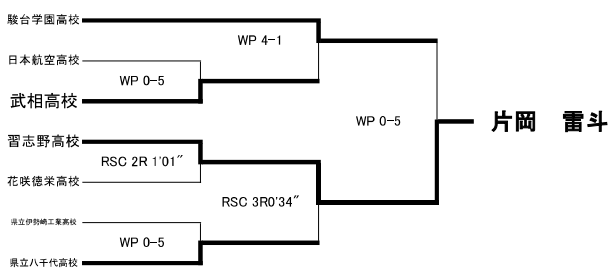 駿台学園高校
WP 4-1
日本航空高校
WP 0-5
武相高校
WP 0-5
片岡　雷斗
習志野高校
RSC 2R 1'01"
花咲徳栄高校
RSC 3R0'34"
県立伊勢崎工業高校
WP 0-5
県立八千代高校